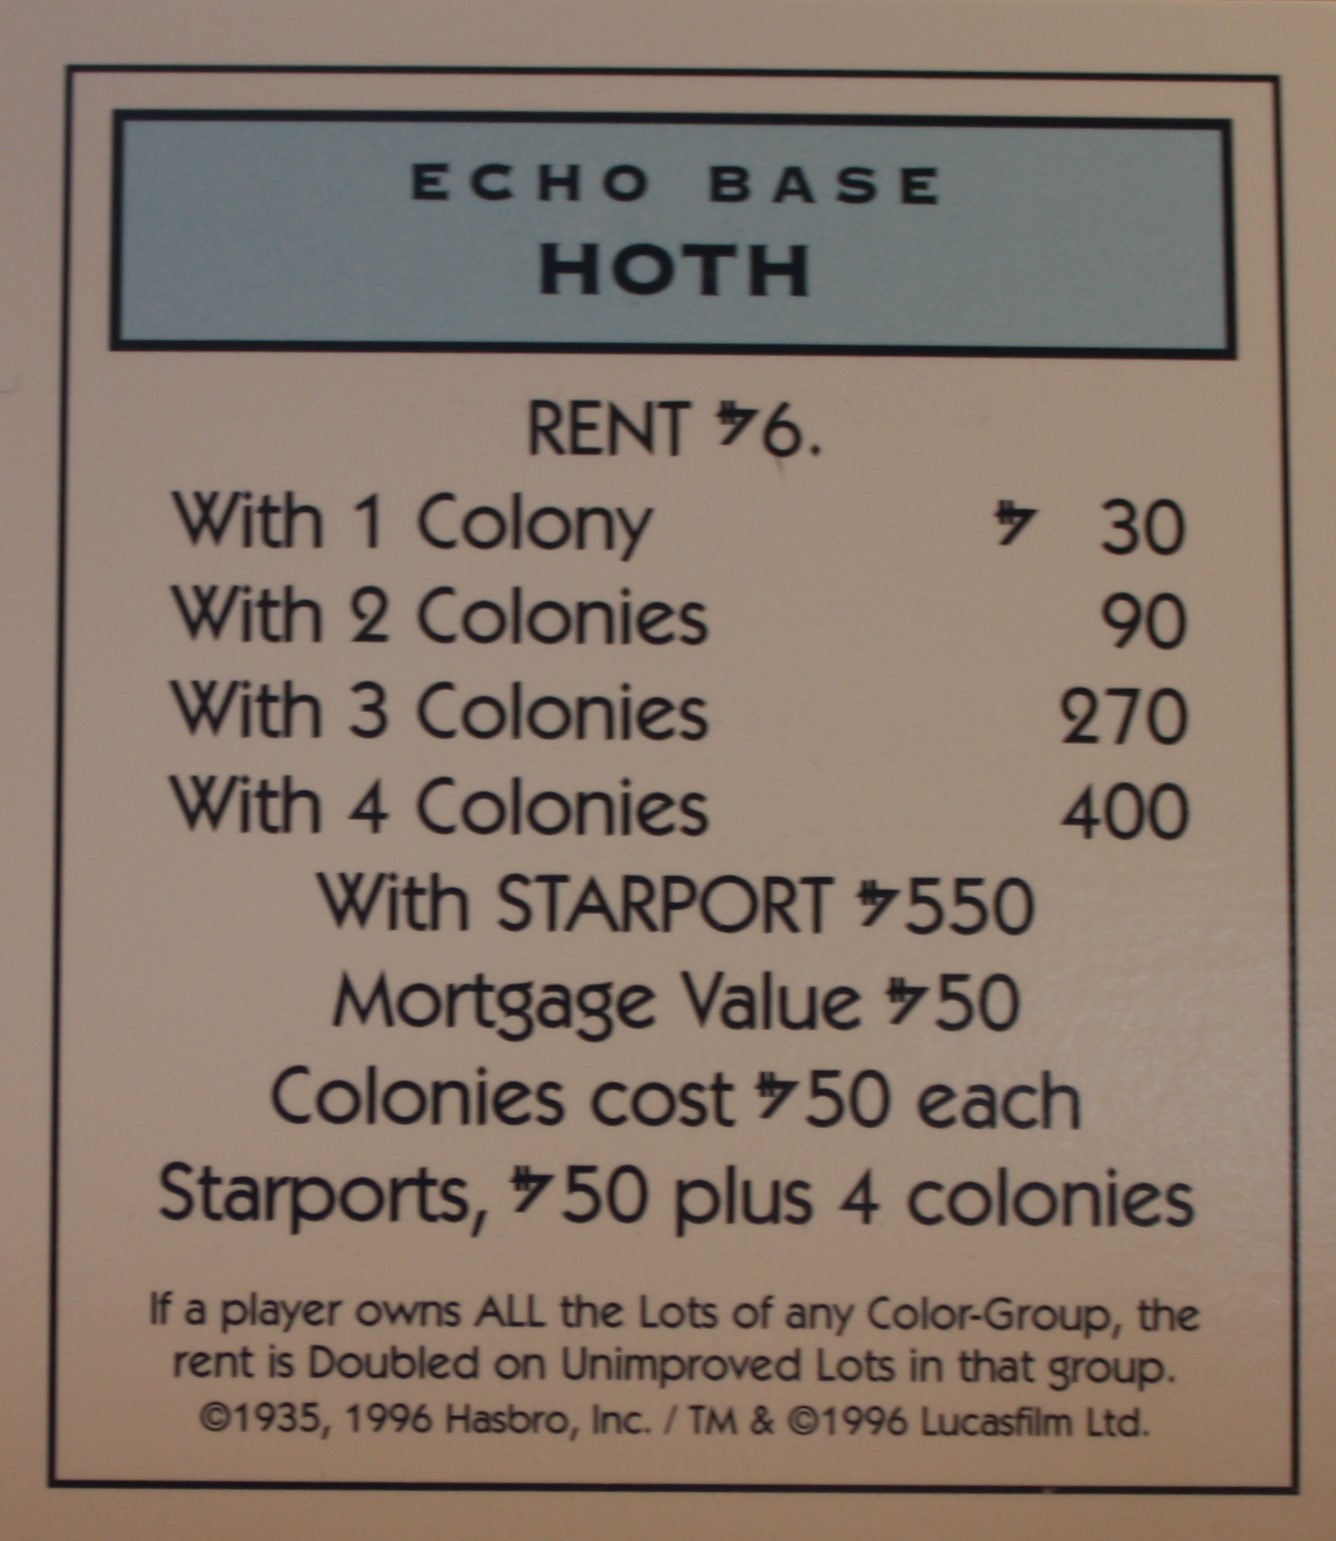 ECHO BASE
HOTH
RENT 6.
With 1 Colony 30
With 2 Colonies 90
With 3 Colonies 270
With 4 Colonies 400
With STARPORT 550
Mortgage Value 50
Colonies cost 50 each
Starports, 50 plus 4 colonies
If a player owns ALL the Lots of any Color-Group, the
rent is Doubled on Unimproved Lots in that group.
©1935, 1996 Hasbro, Inc. / TM & ©1996 Lucasfilm Ltd.